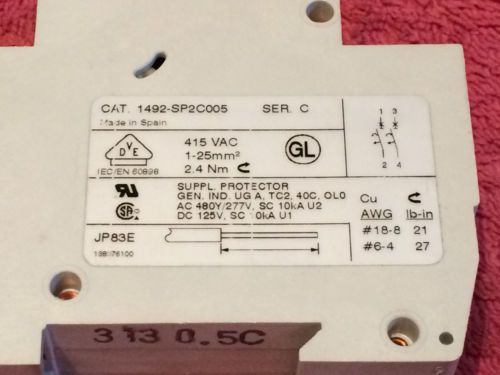 CAT. 1492-SP2C005 SER. C
Made in Spain
1 3
2 4
DVE
IEC/EN 60898
415 VAC
1-25mm²
2.4 Nm
GL
SUPPL. PROTECTOR
GEN. IND. UG A, TC2, 40C, OL0
AC 480Y/277V, SC 10kA U2
DC 125V, SC 10kA U1
Cu
AWG lb-in
#18-8 21
#6-4 27
JP83E
313 0.5C